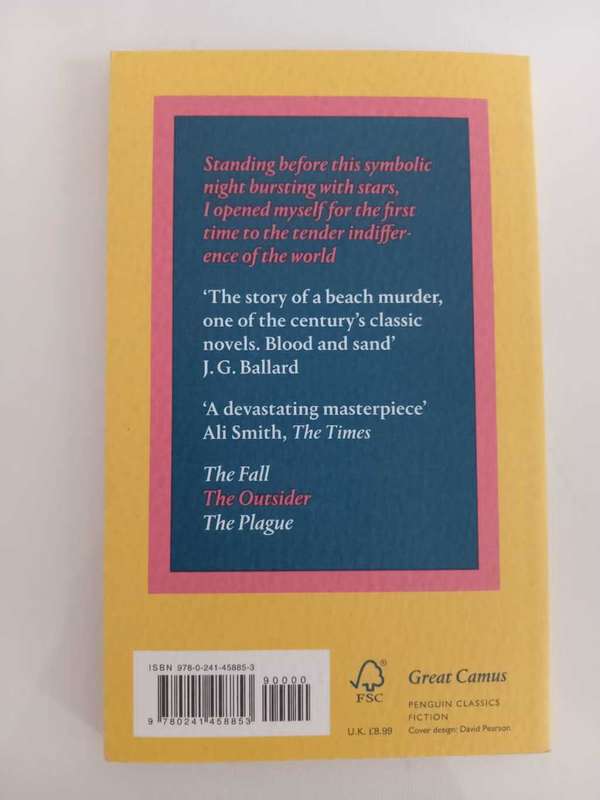 Standing before this symbolic
night bursting with stars,
I opened myself for the first
time to the tender indiffer-
ence of the world
‘The story of a beach murder,
one of the century’s classic
novels. Blood and sand’
J. G. Ballard
‘A devastating masterpiece’
Ali Smith, The Times
The Fall
The Outsider
The Plague
ISBN 978-0-241-45885-3
90000
9 780241 458853
® 
FSC
U.K. £8.99
Great Camus
PENGUIN CLASSICS
FICTION
Cover design: David Pearson